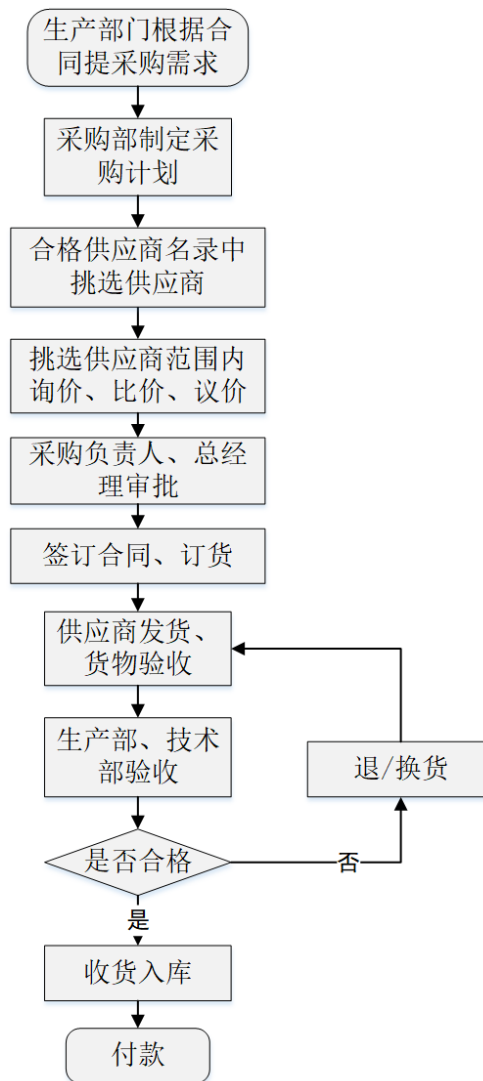 生产部门根据合
同提采购需求
采购部制定采
购计划
合格供应商名录中
挑选供应商
挑选供应商范围内
询价、比价、议价
采购负责人、总经
理审批
签订合同、订货
供应商发货、
货物验收
生产部、技术
部验收
退/换货
是否合格
否
是
收货入库
付款